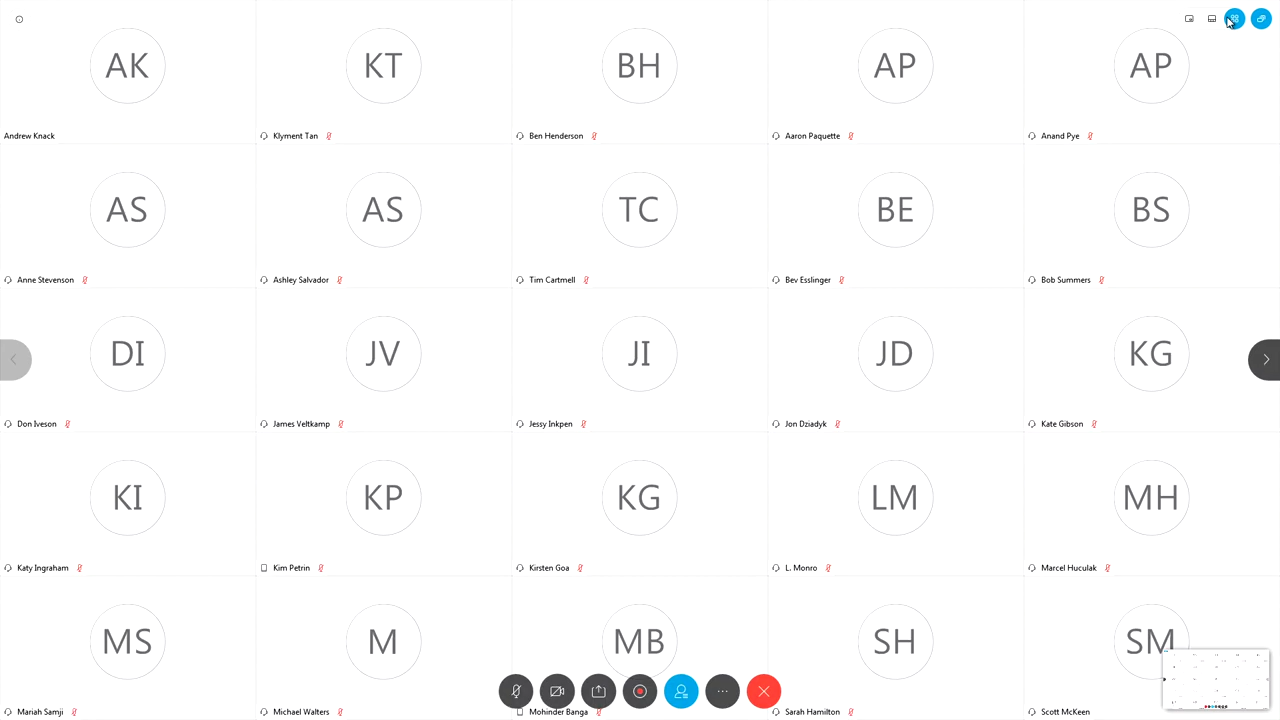 AK KT BH AP AP
Andrew Knack Klyment Tan Ben Henderson Aaron Paquette Anand Pye
AS AS TC BE BS
Anne Stevenson Ashley Salvador Tim Cartmell Bev Esslinger Bob Summers
DI JV JI JD KG
Don Iveson James Veltkamp Jessy Inkpen Jon Dziadyk Kate Gibson
KI KP KG LM MH
Katy Ingraham Kim Petrin Kirsten Goa L. Monro Marcel Huculak
MS M MB SH SM
Mariah Samji Michael Walters Mohinder Banga Sarah Hamilton Scott McKeen